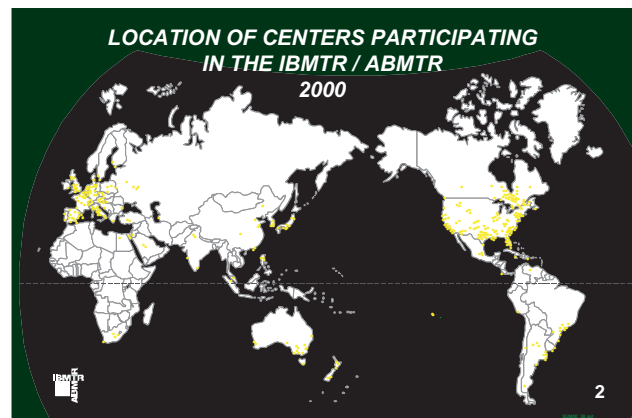 LOCATION OF CENTERS PARTICIPATING
IN THE IBMTR / ABMTR
2000
IBMTR
ABMTR
2